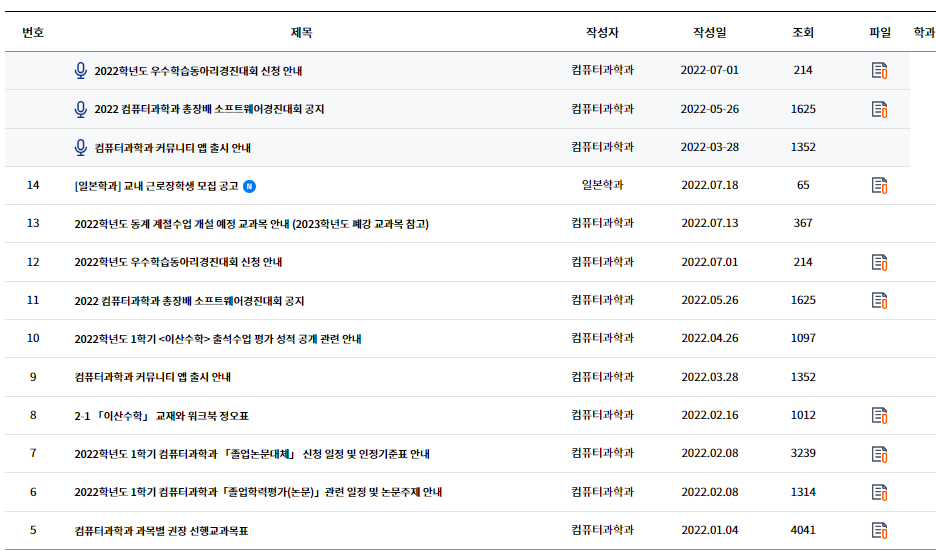 번호 제목 작성자 작성일 조회 파일 학과
2022학년도 우수학습동아리경진대회 신청 안내 컴퓨터과학과 2022-07-01 214
2022 컴퓨터과학과 총장배 소프트웨어경진대회 공지 컴퓨터과학과 2022-05-26 1625
컴퓨터과학과 커뮤니티 앱 출시 안내 컴퓨터과학과 2022-03-28 1352
14 [일본학과] 교내 근로장학생 모집 공고 N 일본학과 2022.07.18 65
13 2022학년도 동계 계절수업 개설 예정 교과목 안내 (2023학년도 폐강 교과목 참고) 컴퓨터과학과 2022.07.13 367
12 2022학년도 우수학습동아리경진대회 신청 안내 컴퓨터과학과 2022.07.01 214
11 2022 컴퓨터과학과 총장배 소프트웨어경진대회 공지 컴퓨터과학과 2022.05.26 1625
10 2022학년도 1학기 <이산수학> 출석수업 평가 성적 공개 관련 안내 컴퓨터과학과 2022.04.26 1097
9 컴퓨터과학과 커뮤니티 앱 출시 안내 컴퓨터과학과 2022.03.28 1352
8 2-1 「이산수학」 교재와 워크북 정오표 컴퓨터과학과 2022.02.16 1012
7 2022학년도 1학기 컴퓨터과학과 「졸업논문대체」 신청 일정 및 인정기준표 안내 컴퓨터과학과 2022.02.08 3239
6 2022학년도 1학기 컴퓨터과학과「졸업학력평가(논문)」관련 일정 및 논문주제 안내 컴퓨터과학과 2022.02.08 1314
5 컴퓨터과학과 과목별 권장 선행교과목표 컴퓨터과학과 2022.01.04 4041